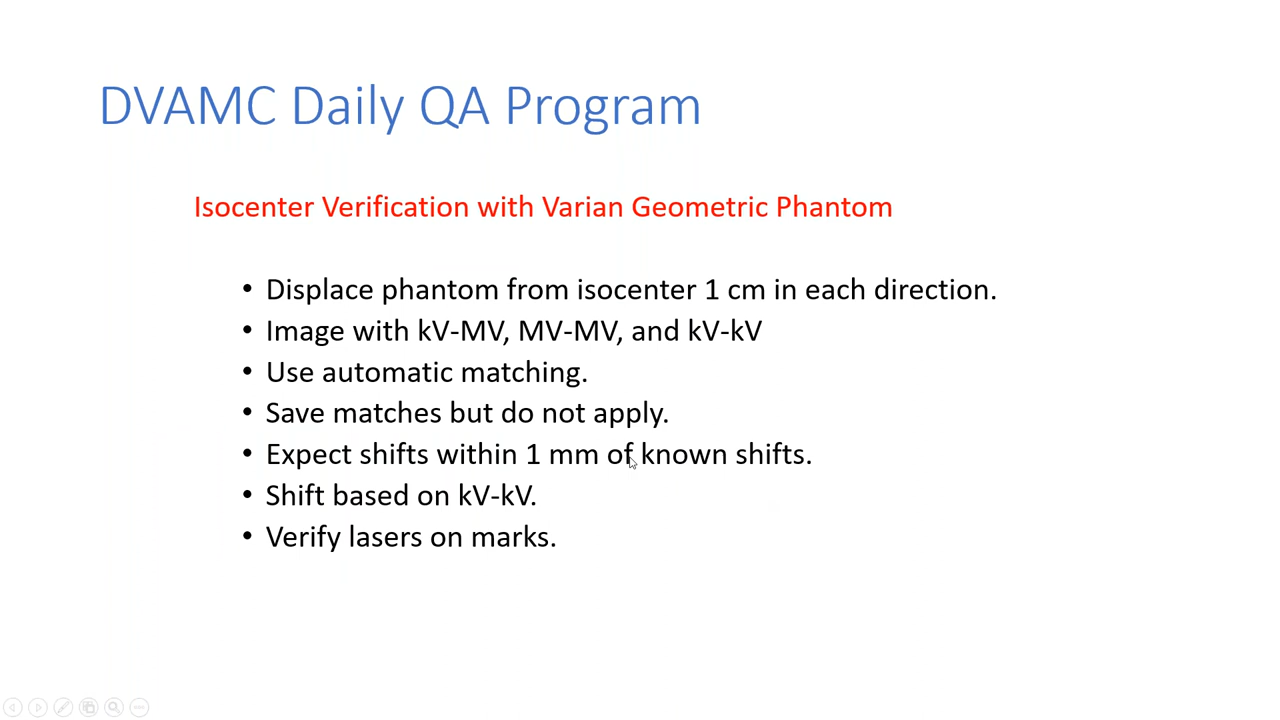 DVAMC Daily QA Program
Isocenter Verification with Varian Geometric Phantom
• Displace phantom from isocenter 1 cm in each direction.
• Image with kV-MV, MV-MV, and kV-kV
• Use automatic matching.
• Save matches but do not apply.
• Expect shifts within 1 mm of known shifts.
• Shift based on kV-kV.
• Verify lasers on marks.